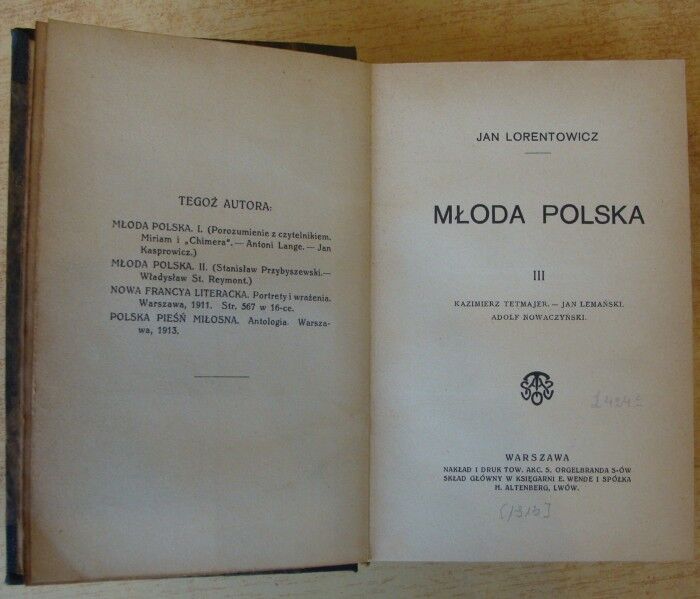 TEGOŻ AUTORA:
MŁODA POLSKA. I. (Porozumienie z czytelnikiem.
Miriam i „Chimera". — Antoni Lange. — Jan
Kasprowicz.)
MŁODA POLSKA. II. (Stanisław Przybyszewski.—
Władysław St. Reymont.)
NOWA FRANCYA LITERACKA. Portrety i wrażenia.
Warszawa, 1911. Str. 567 w 16-ce.
POLSKA PIEŚŃ MIŁOSNA. Antologia. Warsza-
wa, 1913.
JAN LORENTOWICZ
MŁODA POLSKA
III
KAZIMIERZ TETMAJER. — JAN LEMAŃSKI.
ADOLF NOWACZYŃSKI.
WARSZAWA
NAKŁAD I DRUK TOW. AKC. S. ORGELBRANDA S-ÓW
SKŁAD GŁÓWNY W KSIĘGARNI E. WENDE I SPÓŁKA
H. ALTENBERG, LWÓW.